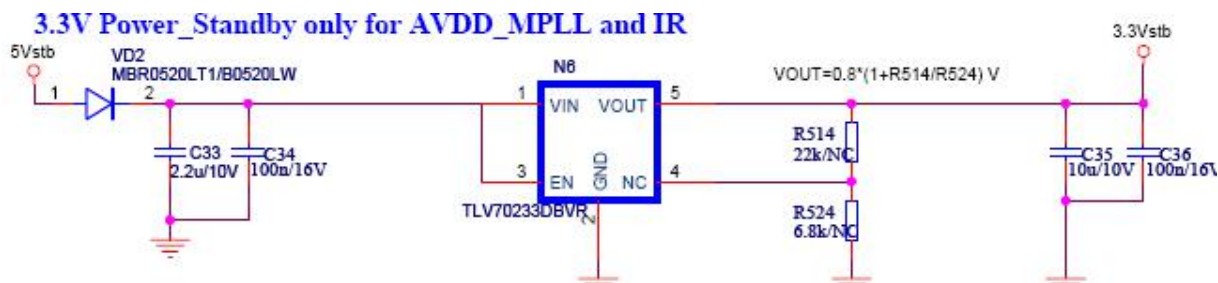 3.3V Power_Standby only for AVDD_MPLL and IR
5Vstb
VD2
MBR0520LT1/B0520LW
1
2
C33
2.2u/10V
C34
100n/16V
N6
1
VIN
VOUT
5
3
EN
GND
NC
4
2
TLV70233DBVR
VOUT=0.8*(1+R514/R524) V
R514
22k/NC
R524
6.8k/NC
3.3Vstb
C35
10u/10V
C36
100n/16V